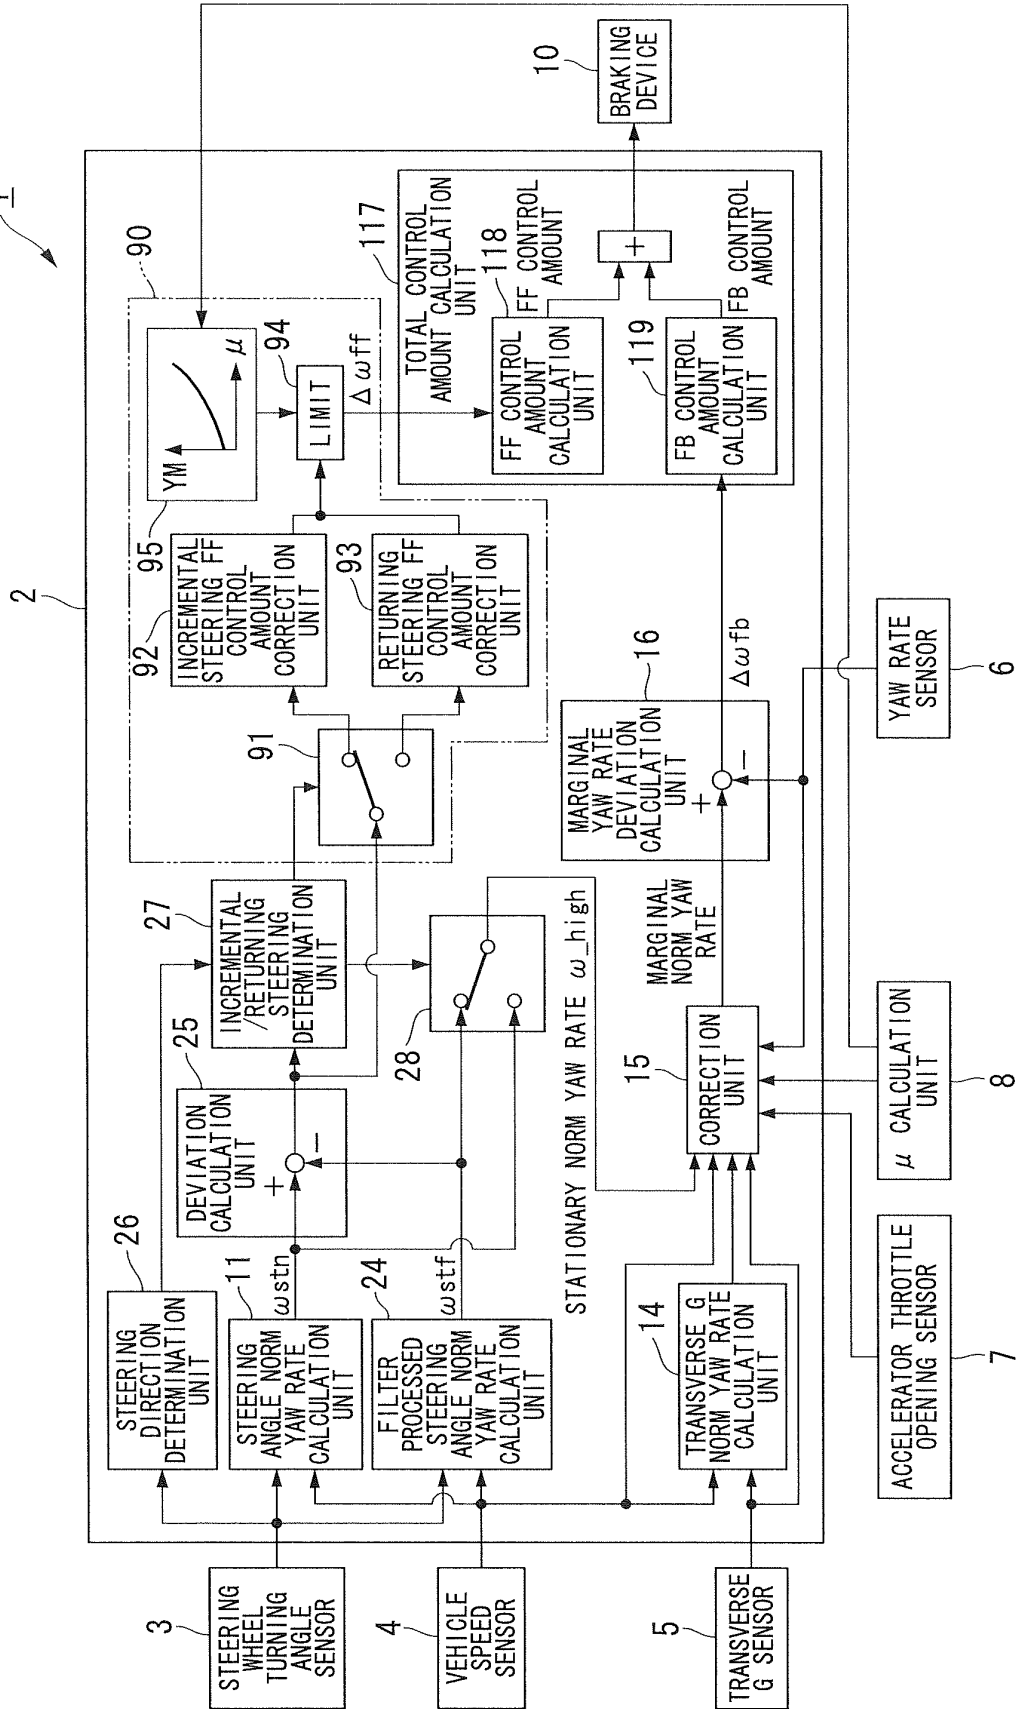 1
2
90
10
BRAKING
DEVICE
YM
μ
95
94
LIMIT
Δωff
92
INCREMENTAL
STEERING FF
CONTROL
AMOUNT
CORRECTION
UNIT
93
RETURNING
STEERING FF
CONTROL
AMOUNT
CORRECTION
UNIT
91
117
TOTAL CONTROL
AMOUNT CALCULATION
UNIT
118
FF CONTROL
AMOUNT
CALCULATION
UNIT
FF CONTROL
AMOUNT
+
119
FB CONTROL
AMOUNT
CALCULATION
UNIT
FB CONTROL
AMOUNT
27
INCREMENTAL
/RETURNING
STEERING
DETERMINATION
UNIT
25
DEVIATION
CALCULATION
UNIT
+
−
28
26
STEERING
DIRECTION
DETERMINATION
UNIT
11
STEERING
ANGLE NORM
YAW RATE
CALCULATION
UNIT
ωstn
24
FILTER
PROCESSED
STEERING
ANGLE NORM
YAW RATE
CALCULATION
UNIT
ωstf
STATIONARY NORM YAW RATE ω_high
16
MARGINAL
YAW RATE
DEVIATION
CALCULATION
UNIT
+
−
Δωfb
MARGINAL
NORM YAW
RATE
15
CORRECTION
UNIT
14
TRANSVERSE G
NORM YAW RATE
CALCULATION
UNIT
3
STEERING
WHEEL
TURNING
ANGLE
SENSOR
4
VEHICLE
SPEED
SENSOR
5
TRANSVERSE
G SENSOR
ACCELERATOR THROTTLE
OPENING SENSOR
7
μ CALCULATION
UNIT
8
YAW RATE
SENSOR
6